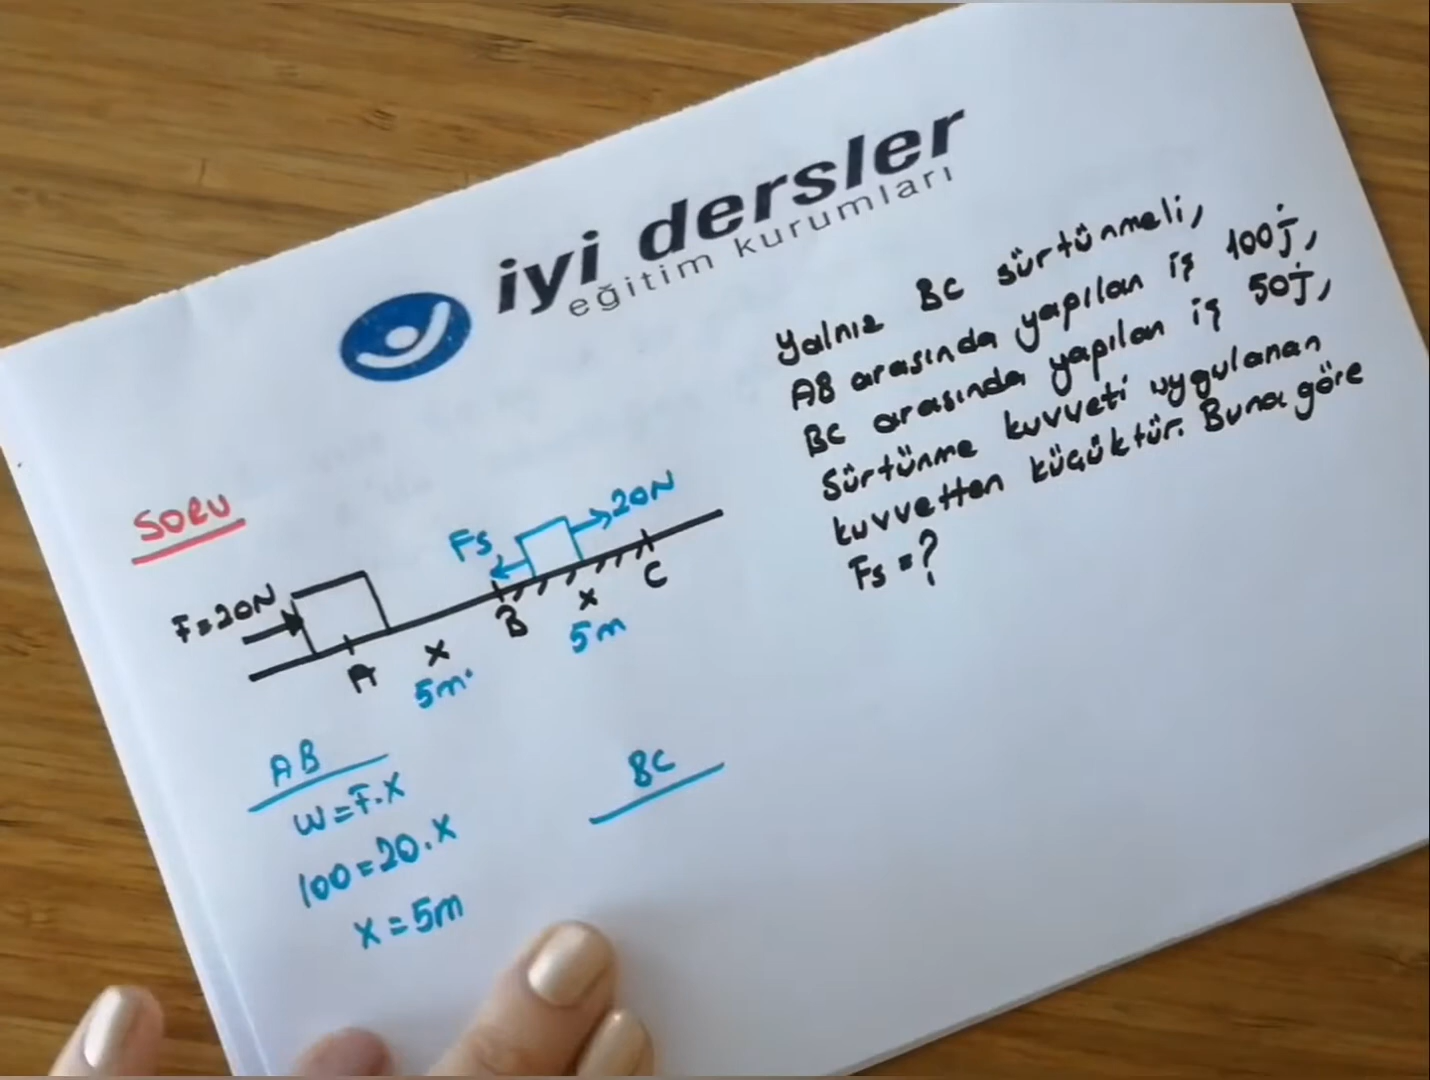 iyi dersler
eğitim kurumları
Yalnız BC sürtünmeli,
AB arasında yapılan iş 100j,
BC arasında yapılan iş 50j,
Sürtünme kuvveti uygulanan
kuvvetten küçüktür. Buna göre
Fs = ?
SORU
F=20N
A
x
5m
B
x
5m
C
Fs
20N
AB
W=F.x
100=20.x
x=5m
BC